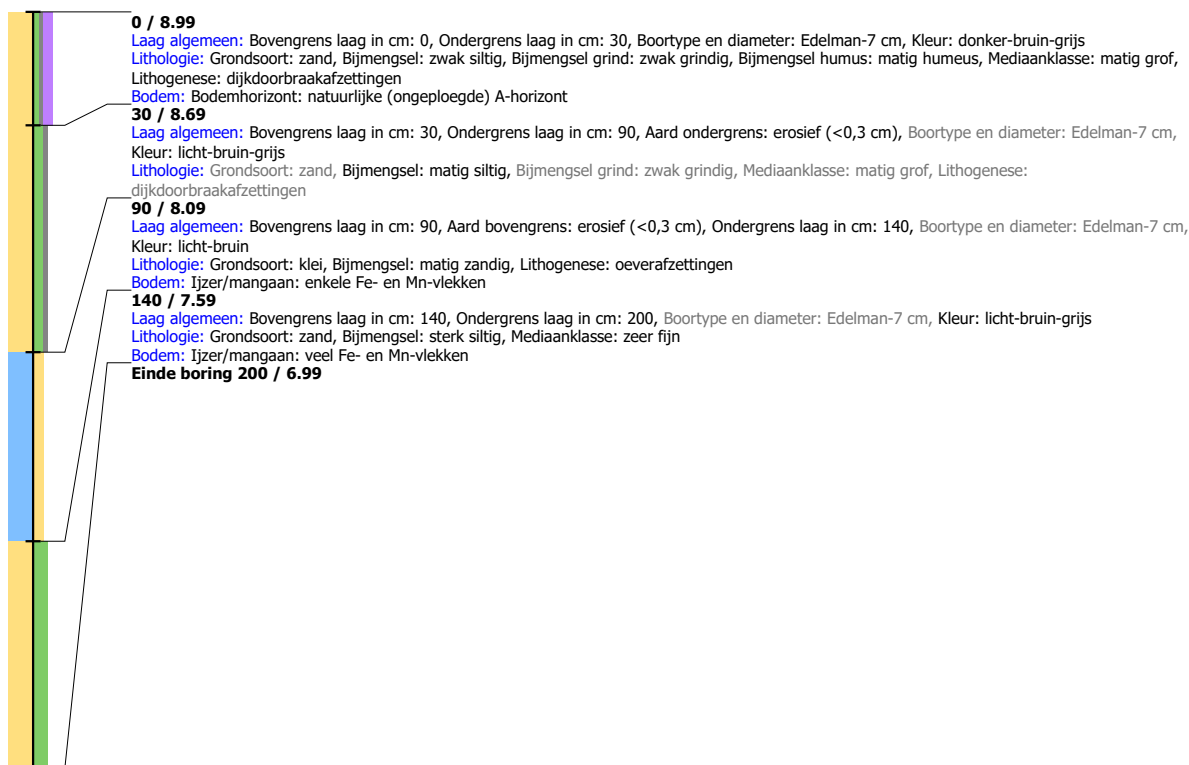 0 / 8.99
Laag algemeen: Bovengrens laag in cm: 0, Ondergrens laag in cm: 30, Boortype en diameter: Edelman-7 cm, Kleur: donker-bruin-grijs
Lithologie: Grondsoort: zand, Bijmengsel: zwak siltig, Bijmengsel grind: zwak grindig, Bijmengsel humus: matig humeus, Mediaanklasse: matig grof,
Lithogenese: dijkdoorbraakafzettingen
Bodem: Bodemhorizont: natuurlijke (ongeploegde) A-horizont
30 / 8.69
Laag algemeen: Bovengrens laag in cm: 30, Ondergrens laag in cm: 90, Aard ondergrens: erosief (<0,3 cm), Boortype en diameter: Edelman-7 cm,
Kleur: licht-bruin-grijs
Lithologie: Grondsoort: zand, Bijmengsel: matig siltig, Bijmengsel grind: zwak grindig, Mediaanklasse: matig grof, Lithogenese:
dijkdoorbraakafzettingen
90 / 8.09
Laag algemeen: Bovengrens laag in cm: 90, Aard bovengrens: erosief (<0,3 cm), Ondergrens laag in cm: 140, Boortype en diameter: Edelman-7 cm,
Kleur: licht-bruin
Lithologie: Grondsoort: klei, Bijmengsel: matig zandig, Lithogenese: oeverafzettingen
Bodem: Ijzer/mangaan: enkele Fe- en Mn-vlekken
140 / 7.59
Laag algemeen: Bovengrens laag in cm: 140, Ondergrens laag in cm: 200, Boortype en diameter: Edelman-7 cm, Kleur: licht-bruin-grijs
Lithologie: Grondsoort: zand, Bijmengsel: sterk siltig, Mediaanklasse: zeer fijn
Bodem: Ijzer/mangaan: veel Fe- en Mn-vlekken
Einde boring 200 / 6.99